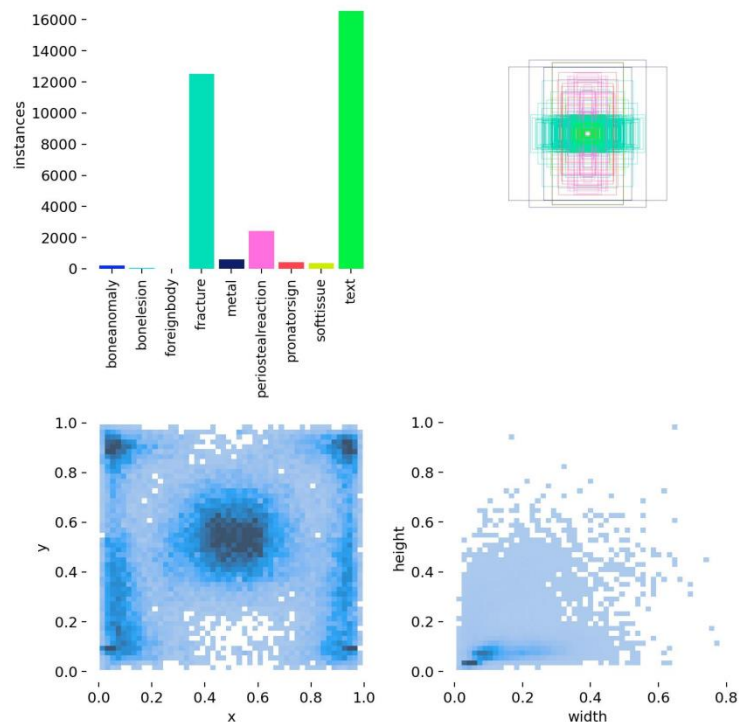 16000
14000
12000
10000
8000
6000
4000
2000
0
instances
boneanomaly
bonelesion
foreignbody
fracture
metal
periostealreaction
pronatorsign
softtissue
text
1.0
0.8
0.6
0.4
0.2
0.0
y
0.0 0.2 0.4 0.6 0.8 1.0
x
1.0
0.8
0.6
0.4
0.2
0.0
height
0.0 0.2 0.4 0.6 0.8
width